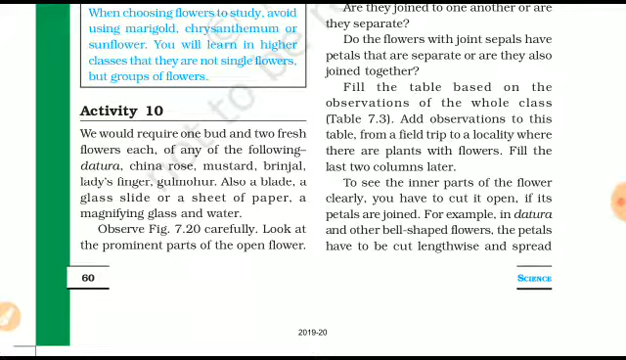 When choosing flowers to study, avoid
using marigold, chrysanthemum or
sunflower. You will learn in higher
classes that they are not single flowers,
but groups of flowers.
Activity 10
We would require one bud and two fresh
flowers each, of any of the following–
datura, china rose, mustard, brinjal,
lady's finger, gulmohur. Also a blade, a
glass slide or a sheet of paper, a
magnifying glass and water.
Observe Fig. 7.20 carefully. Look at
the prominent parts of the open flower.
Are they joined to one another or are
they separate?
Do the flowers with joint sepals have
petals that are separate or are they also
joined together?
Fill the table based on the
observations of the whole class
(Table 7.3). Add observations to this
table, from a field trip to a locality where
there are plants with flowers. Fill the
last two columns later.
To see the inner parts of the flower
clearly, you have to cut it open, if its
petals are joined. For example, in datura
and other bell-shaped flowers, the petals
have to be cut lengthwise and spread
60
SCIENCE
2019-20
not to be re